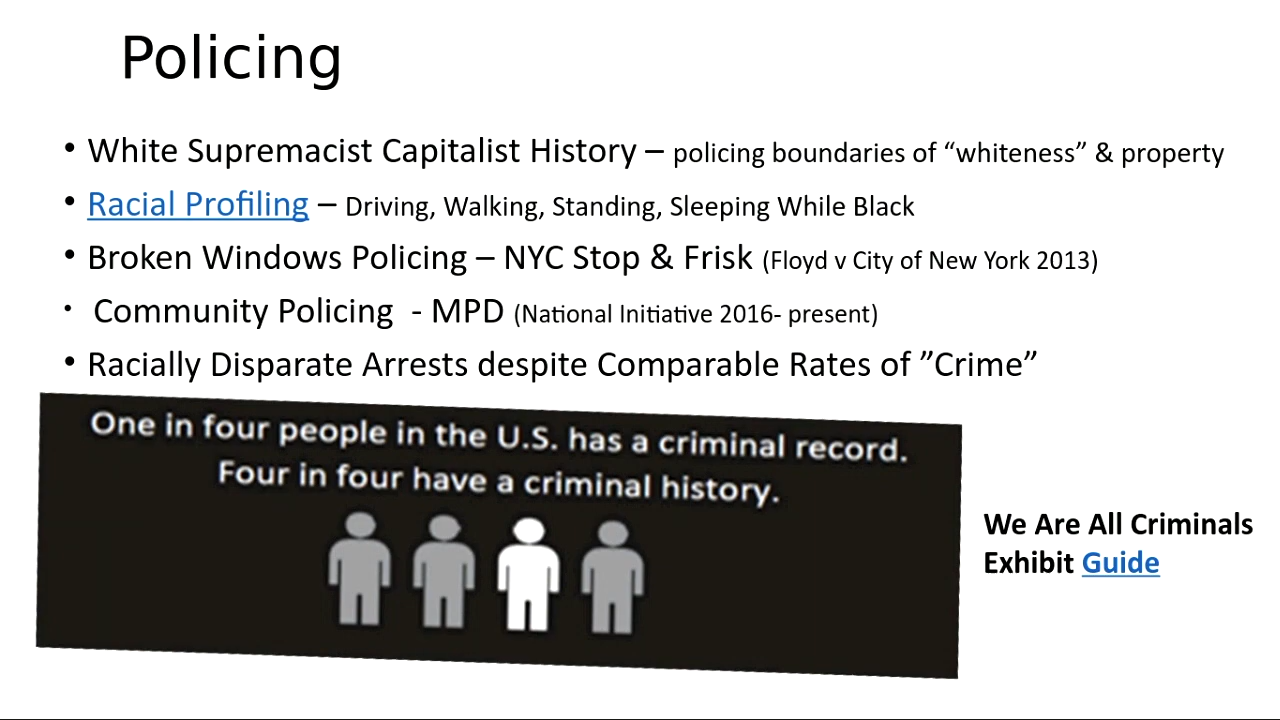 Policing
• White Supremacist Capitalist History – policing boundaries of “whiteness” & property
• Racial Profiling – Driving, Walking, Standing, Sleeping While Black
• Broken Windows Policing – NYC Stop & Frisk (Floyd v City of New York 2013)
• Community Policing - MPD (National Initiative 2016- present)
• Racially Disparate Arrests despite Comparable Rates of ”Crime”
One in four people in the U.S. has a criminal record.
Four in four have a criminal history.
We Are All Criminals
Exhibit Guide